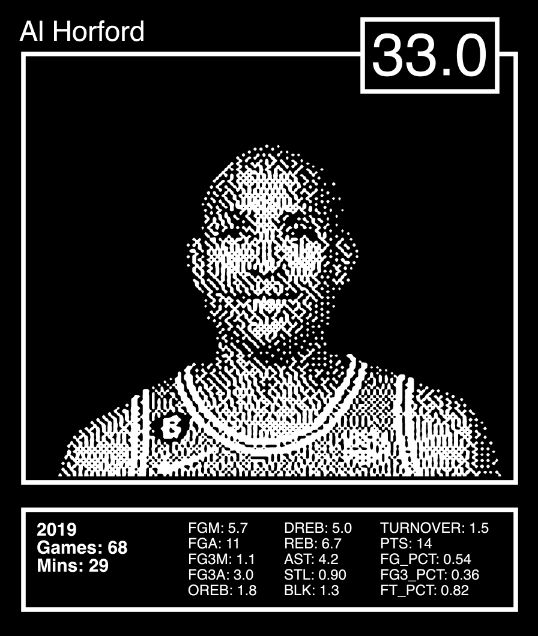 Al Horford
33.0
2019
Games: 68
Mins: 29
FGM: 5.7
FGA: 11
FG3M: 1.1
FG3A: 3.0
OREB: 1.8
DREB: 5.0
REB: 6.7
AST: 4.2
STL: 0.90
BLK: 1.3
TURNOVER: 1.5
PTS: 14
FG_PCT: 0.54
FG3_PCT: 0.36
FT_PCT: 0.82